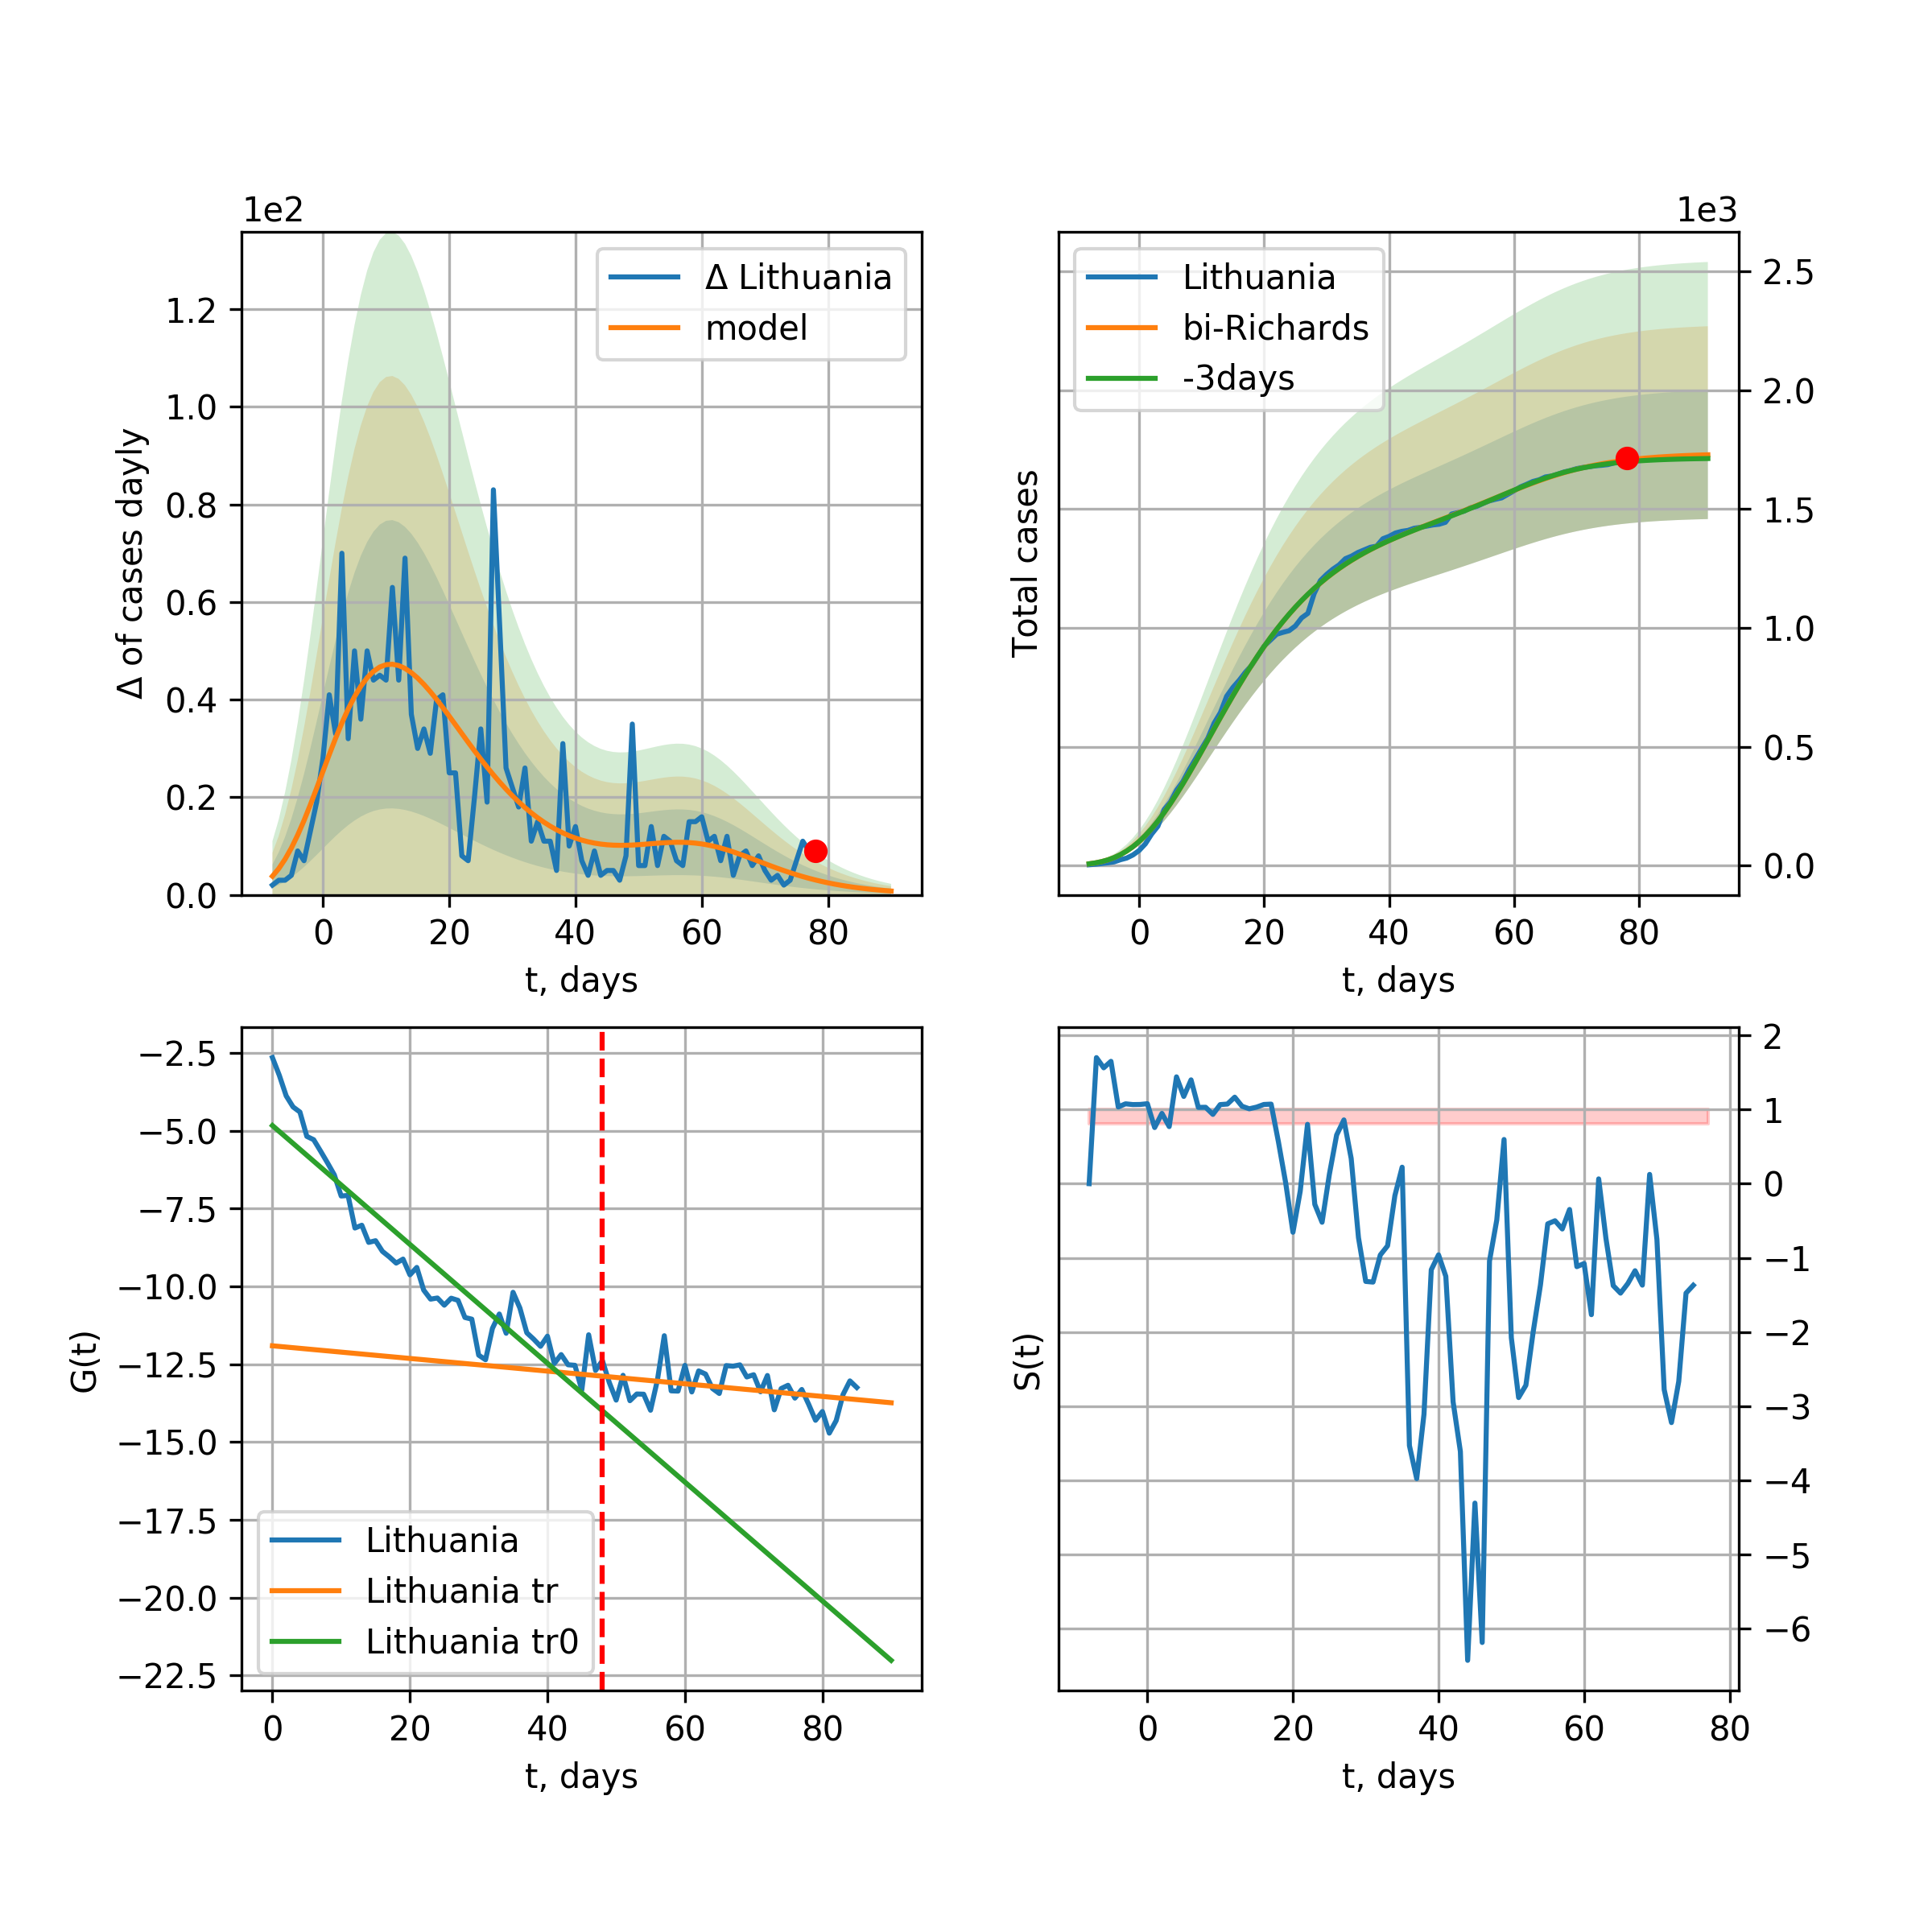 1e2
1e3
Δ Lithuania
model
Lithuania
bi-Richards
-3days
1.2
1.0
0.8
0.6
0.4
0.2
0.0
Δ of cases dayly
0 20 40 60 80
t, days
2.5
2.0
1.5
1.0
0.5
0.0
Total cases
0 20 40 60 80
t, days
−2.5
−5.0
−7.5
−10.0
−12.5
−15.0
−17.5
−20.0
−22.5
G(t)
Lithuania
Lithuania tr
Lithuania tr0
0 20 40 60 80
t, days
2
1
0
−1
−2
−3
−4
−5
−6
S(t)
0 20 40 60 80
t, days